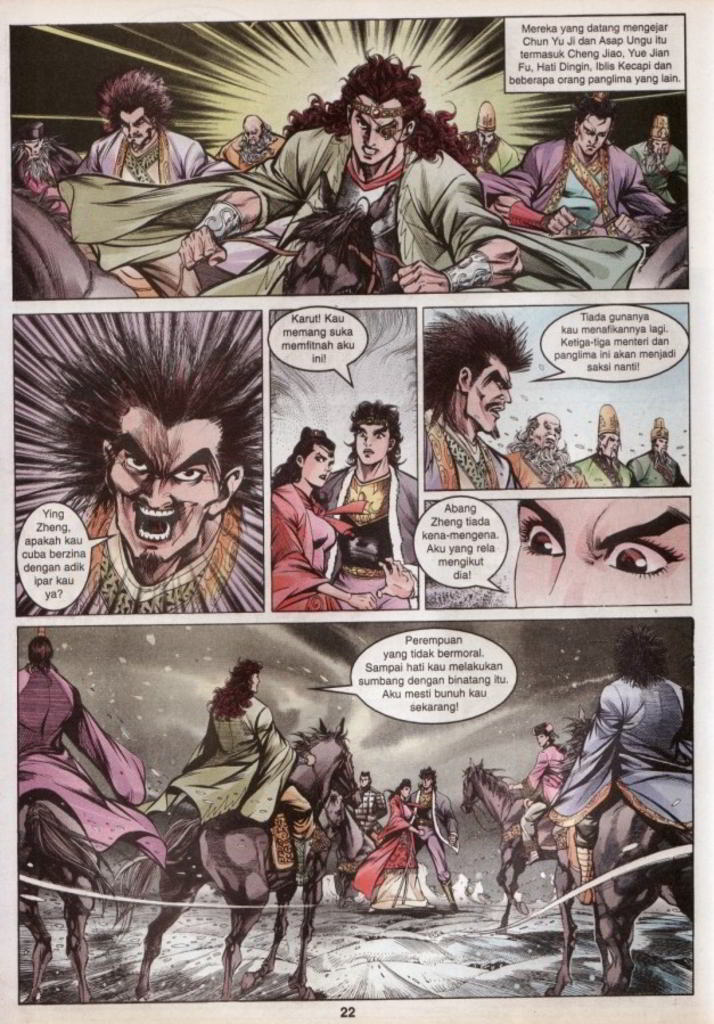 Mereka yang datang mengejar
Chun Yu Ji dan Asap Ungu itu
termasuk Cheng Jiao, Yue Jian
Fu, Hati Dingin, Iblis Kecapi dan
beberapa orang panglima yang lain.
Ying
Zheng,
apakah kau
cuba berzina
dengan adik
ipar kau
ya?
Karut! Kau
memang suka
memfitnah aku
ini!
Tiada gunanya
kau menafikannya lagi.
Ketiga-tiga menteri dan
panglima ini akan menjadi
saksi nanti!
Abang
Zheng tiada
kena-mengena.
Aku yang rela
mengikut
dia!
Perempuan
yang tidak bermoral.
Sampai hati kau melakukan
sumbang dengan binatang itu.
Aku mesti bunuh kau
sekarang!
22